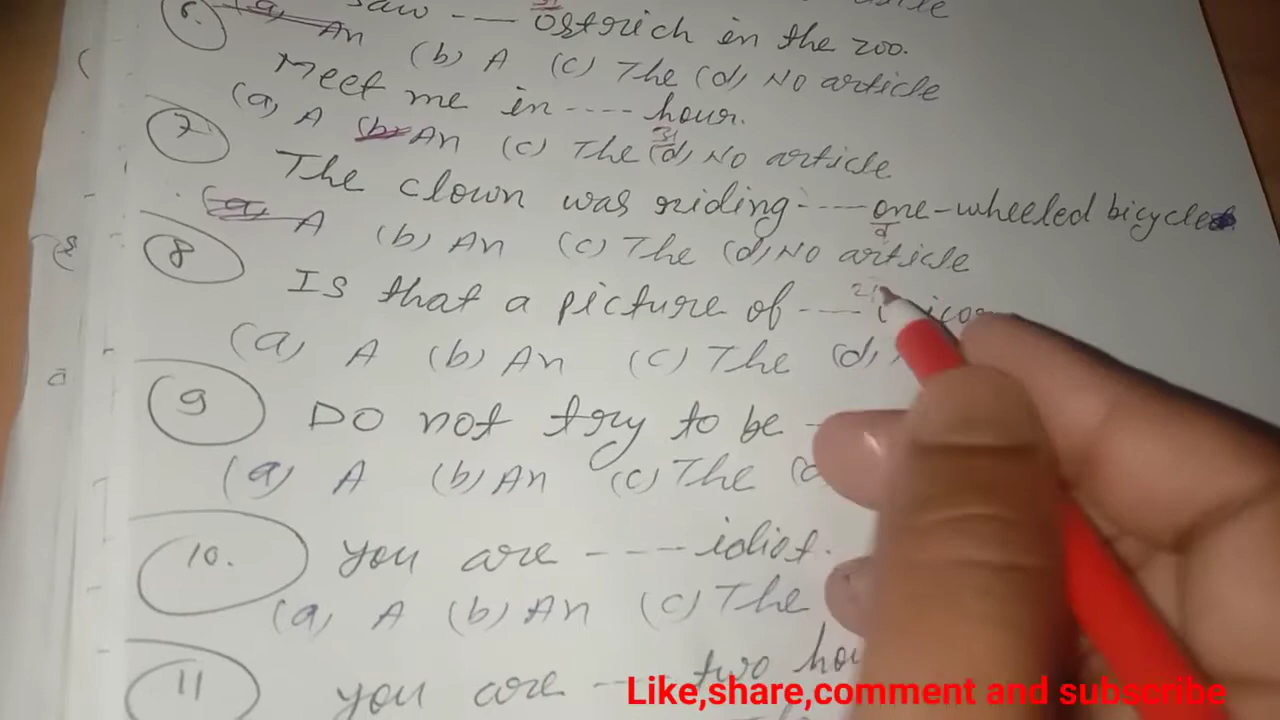 6. saw ---- ostrich in the zoo.
(a) An (b) A (c) The (d) No article
7 Meet me in ---- hour.
(a) A (b) An (c) The (d) No article
The clown was riding ---- one-wheeled bicycle
(a) A (b) An (c) The (d) No article
8 Is that a picture of ----
(a) A (b) An (c) The (d)
9 Do not try to be
(a) A (b) An (c) The
10. You are ---- idiot.
(a) A (b) An (c) The
11 You are --- two
Like,share,comment and subscribe